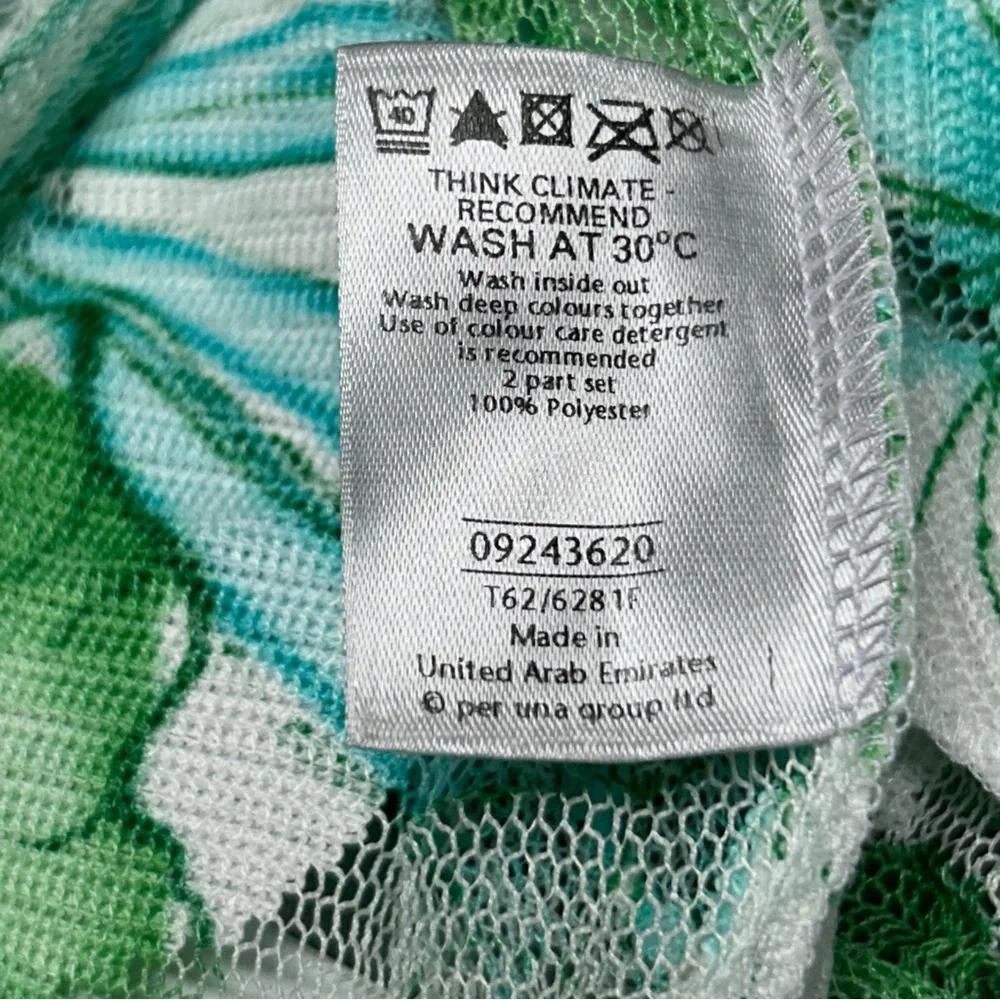 40
THINK CLIMATE -
RECOMMEND
WASH AT 30°C
Wash inside out
Wash deep colours together
Use of colour care detergent
is recommended
2 part set
100% Polyester
09243620
T62/6281F
Made in
United Arab Emirates
© per una group ltd